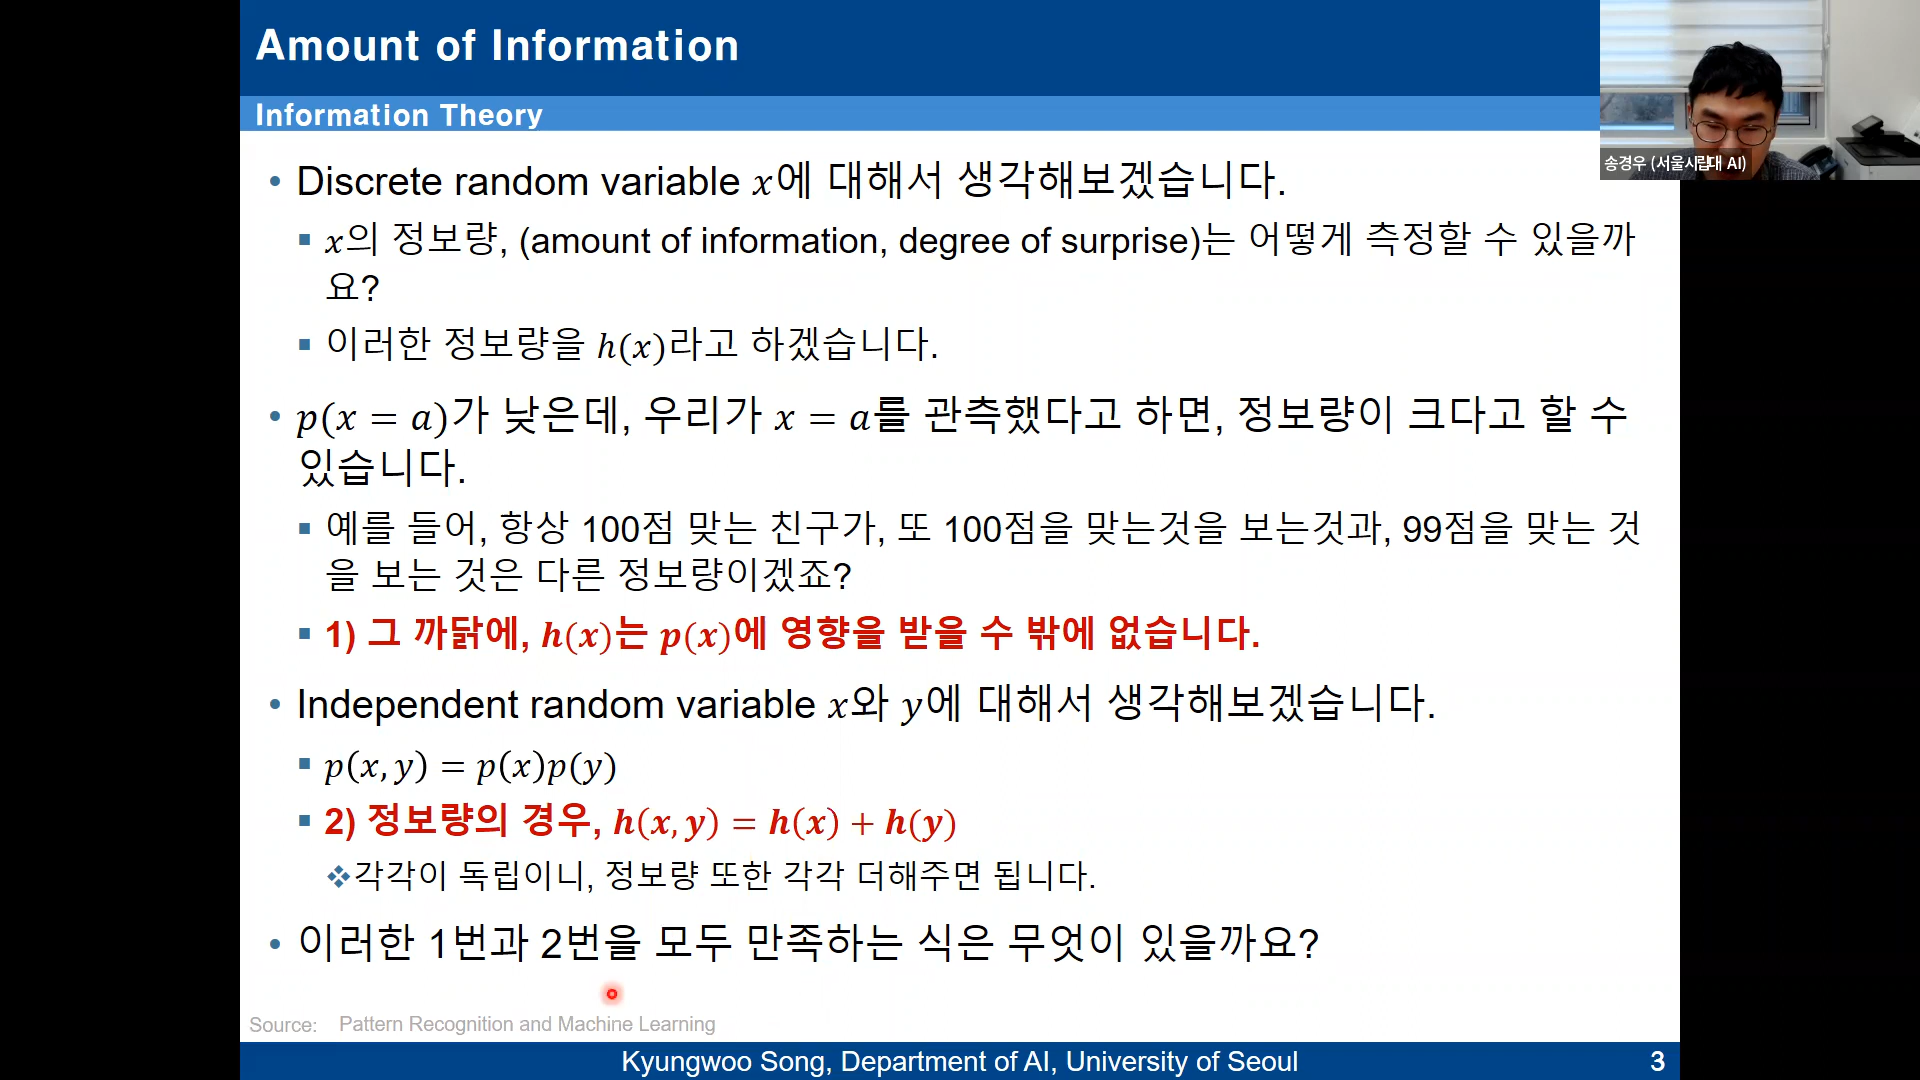 Amount of Information
Information Theory
송경우 (서울시립대 AI)
• Discrete random variable x에 대해서 생각해보겠습니다.
▪ x의 정보량, (amount of information, degree of surprise)는 어떻게 측정할 수 있을까
요?
▪ 이러한 정보량을 h(x)라고 하겠습니다.
• p(x = a)가 낮은데, 우리가 x = a를 관측했다고 하면, 정보량이 크다고 할 수
있습니다.
▪ 예를 들어, 항상 100점 맞는 친구가, 또 100점을 맞는것을 보는것과, 99점을 맞는 것
을 보는 것은 다른 정보량이겠죠?
▪ 1) 그 까닭에, h(x)는 p(x)에 영향을 받을 수 밖에 없습니다.
• Independent random variable x와 y에 대해서 생각해보겠습니다.
▪ p(x, y) = p(x)p(y)
▪ 2) 정보량의 경우, h(x, y) = h(x) + h(y)
❖각각이 독립이니, 정보량 또한 각각 더해주면 됩니다.
• 이러한 1번과 2번을 모두 만족하는 식은 무엇이 있을까요?
Source: Pattern Recognition and Machine Learning
Kyungwoo Song, Department of AI, University of Seoul
3